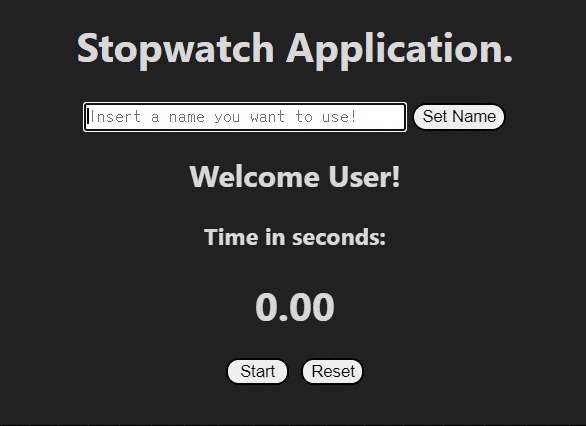 Stopwatch Application.
Insert a name you want to use! Set Name
Welcome User!
Time in seconds:
0.00
Start Reset